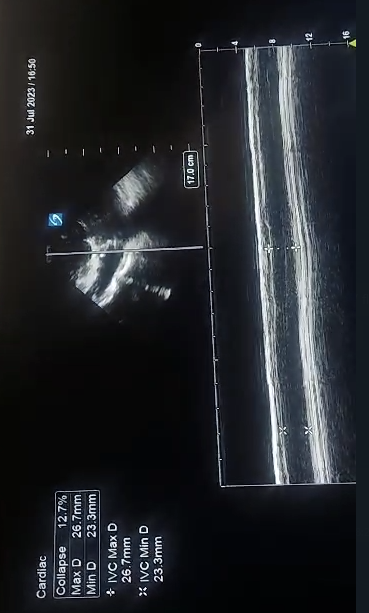 31 Jul 2023 / 16:50
17.0 cm
0
4
8
12
16
Cardiac
Collapse 12.7%
Max D 26.7mm
Min D 23.3mm
IVC Max D
26.7mm
IVC Min D
23.3mm